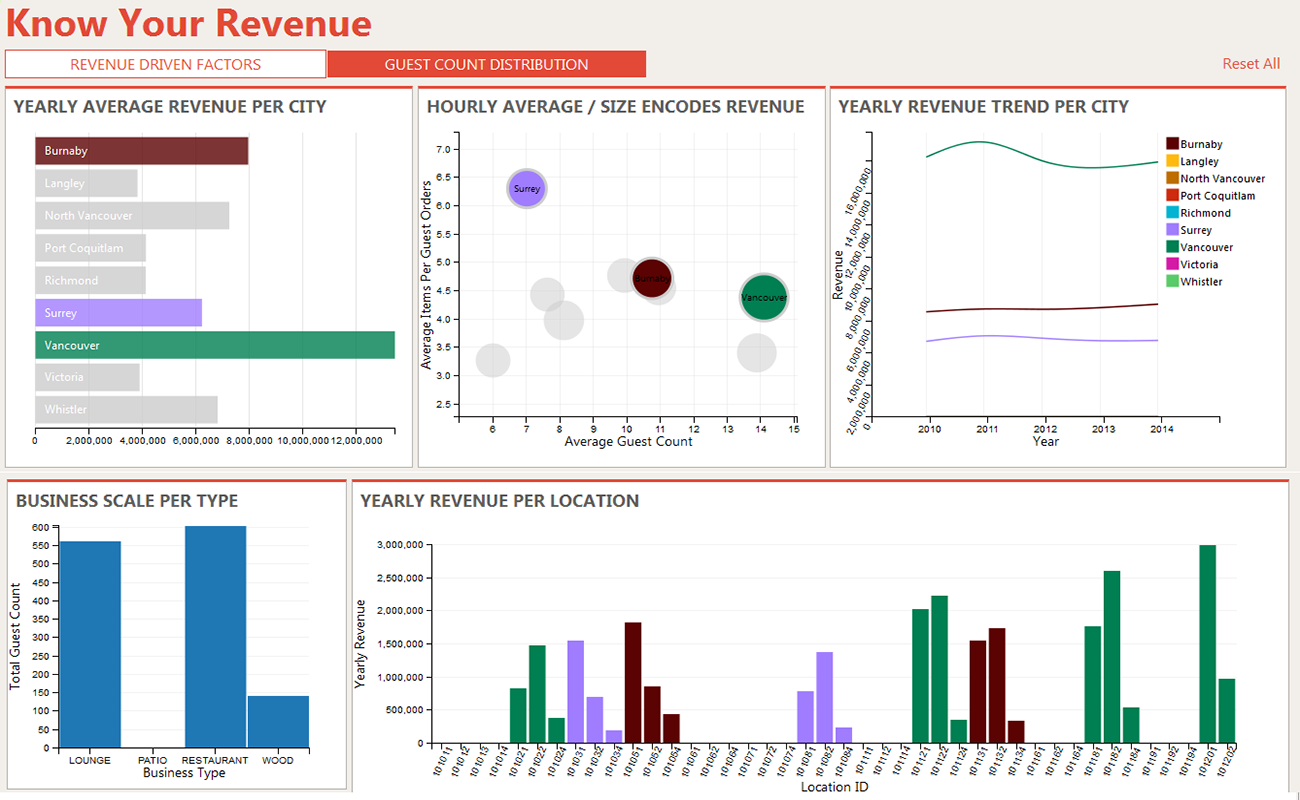 Know Your Revenue
REVENUE DRIVEN FACTORS
GUEST COUNT DISTRIBUTION
Reset All
YEARLY AVERAGE REVENUE PER CITY
Burnaby
Langley
North Vancouver
Port Coquitlam
Richmond
Surrey
Vancouver
Victoria
Whistler
0 2,000,000 4,000,000 6,000,000 8,000,000 10,000,000 12,000,000
HOURLY AVERAGE / SIZE ENCODES REVENUE
Average Items Per Guest Orders
7.0
6.5
6.0
5.5
5.0
4.5
4.0
3.5
3.0
2.5
Surrey
Burnaby
Vancouver
6 7 8 9 10 11 12 13 14 15
Average Guest Count
YEARLY REVENUE TREND PER CITY
Revenue
16,000,000
14,000,000
12,000,000
10,000,000
8,000,000
6,000,000
4,000,000
2,000,000
0
2010 2011 2012 2013 2014
Year
Burnaby
Langley
North Vancouver
Port Coquitlam
Richmond
Surrey
Vancouver
Victoria
Whistler
BUSINESS SCALE PER TYPE
Total Guest Count
600
550
500
450
400
350
300
250
200
150
100
50
0
LOUNGE PATIO RESTAURANT WOOD
Business Type
YEARLY REVENUE PER LOCATION
Yearly Revenue
3,000,000
2,500,000
2,000,000
1,500,000
1,000,000
500,000
0
101011 101012 101013 101014 101021 101022 101024 101031 101032 101034 101051 101052 101054 101061 101062 101064 101071 101072 101074 101081 101082 101084 101111 101112 101114 101121 101122 101124 101131 101132 101134 101161 101162 101164 101181 101182 101184 101191 101192 101194 101201 101202
Location ID